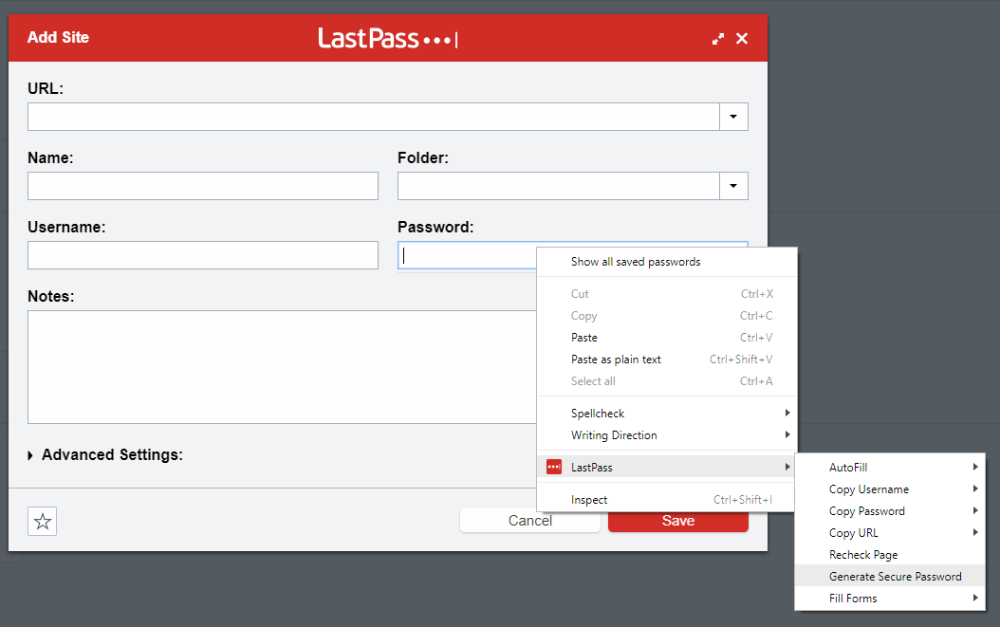 Add Site
LastPass
URL:
Name:
Folder:
Username:
Password:
Notes:
Advanced Settings:
Cancel
Save
Show all saved passwords
Cut Ctrl+X
Copy Ctrl+C
Paste Ctrl+V
Paste as plain text Ctrl+Shift+V
Select all Ctrl+A
Spellcheck
Writing Direction
LastPass
Inspect Ctrl+Shift+I
AutoFill
Copy Username
Copy Password
Copy URL
Recheck Page
Generate Secure Password
Fill Forms